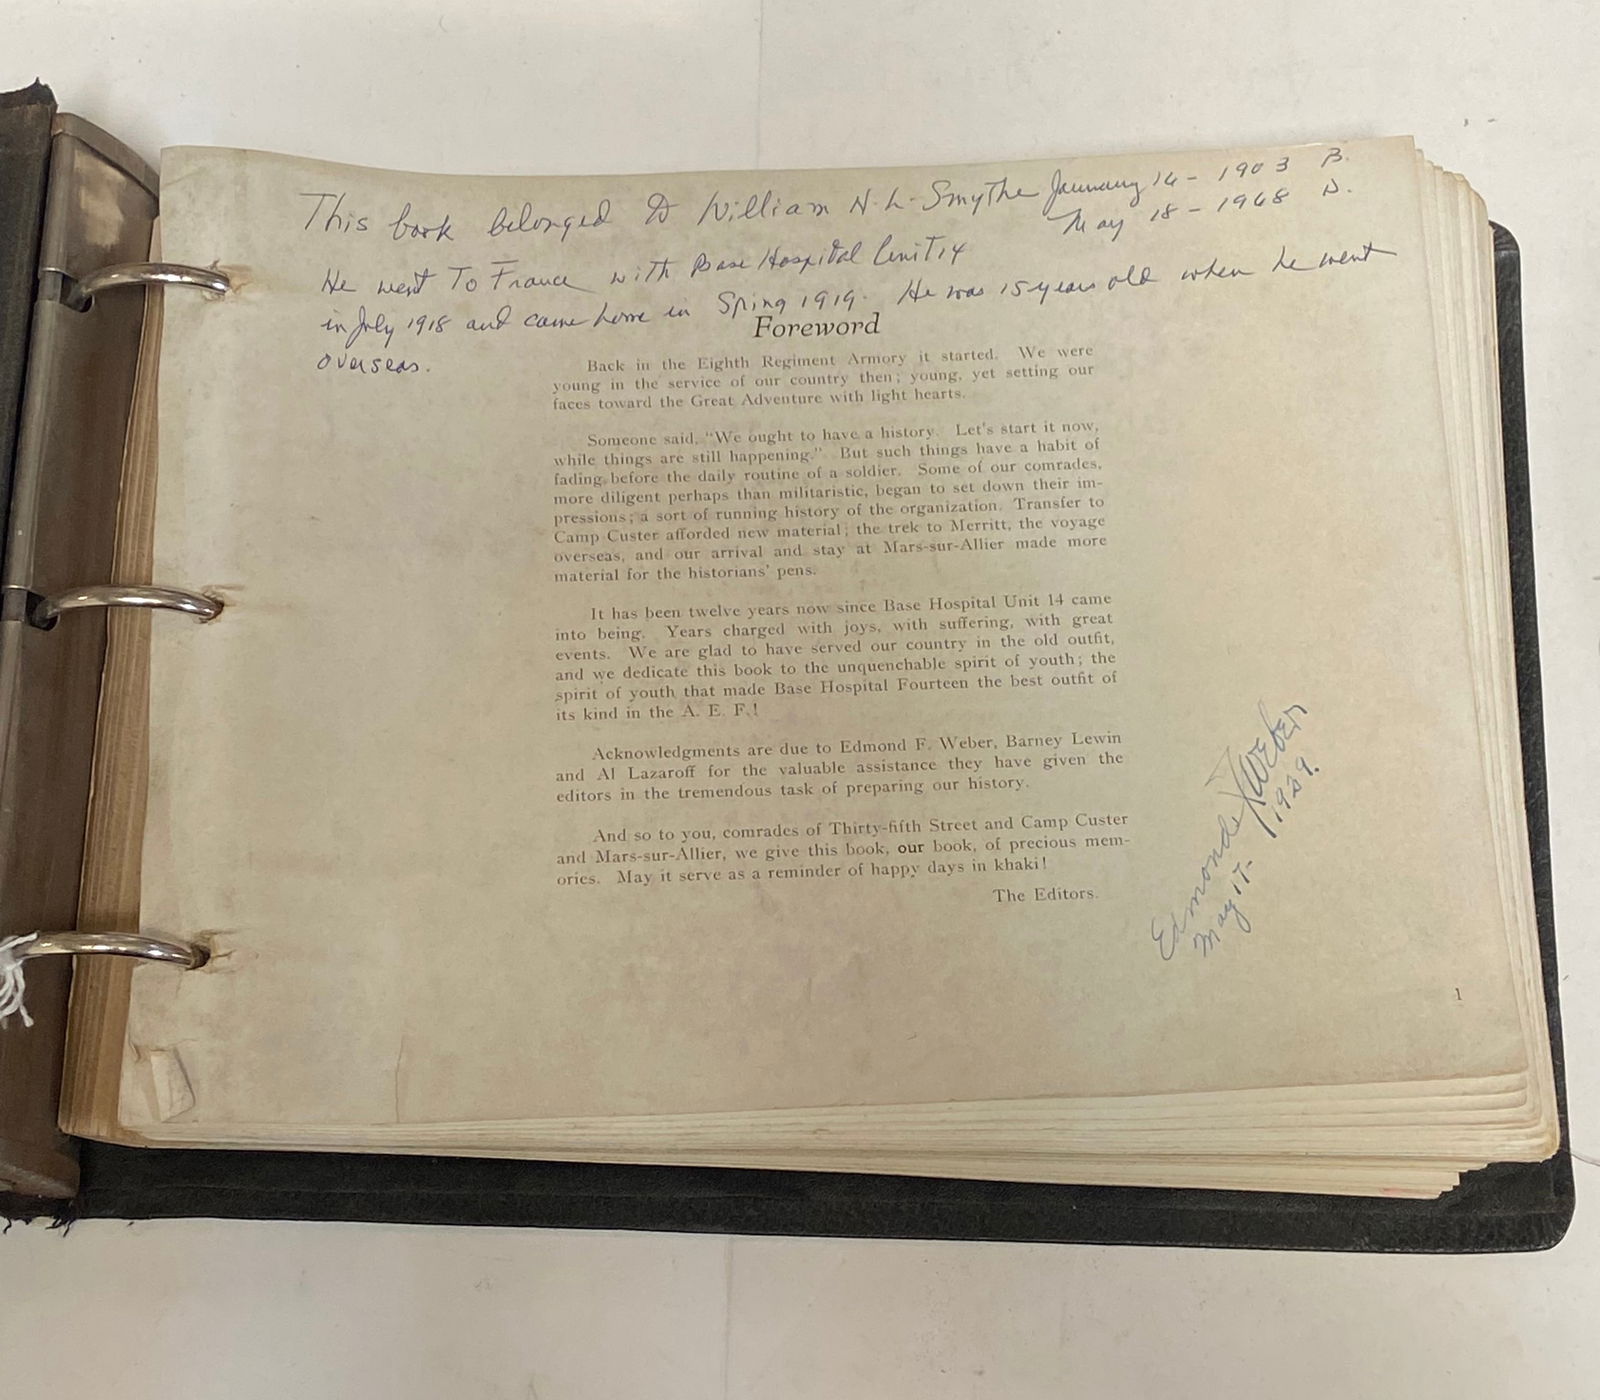 This book belonged to William N. L. Smythe January 14 - 1903 B.
May 18 - 1968 D.
He went To France with Base Hospital Unit 14
in July 1918 and came home in Spring 1919. He was 15 years old when he went
overseas.
Foreword
Back in the Eighth Regiment Armory it started. We were
young in the service of our country then; young, yet setting our
faces toward the Great Adventure with light hearts.
Someone said, "We ought to have a history. Let's start it now,
while things are still happening." But such things have a habit of
fading before the daily routine of a soldier. Some of our comrades,
more diligent perhaps than militaristic, began to set down their im-
pressions; a sort of running history of the organization. Transfer to
Camp Custer afforded new material; the trek to Merritt, the voyage
overseas, and our arrival and stay at Mars-sur-Allier made more
material for the historians' pens.
It has been twelve years now since Base Hospital Unit 14 came
into being. Years charged with joys, with suffering, with great
events. We are glad to have served our country in the old outfit,
and we dedicate this book to the unquenchable spirit of youth; the
spirit of youth that made Base Hospital Fourteen the best outfit of
its kind in the A. E. F.!
Acknowledgments are due to Edmond F. Weber, Barney Lewin
and Al Lazaroff for the valuable assistance they have given the
editors in the tremendous task of preparing our history.
And so to you, comrades of Thirty-fifth Street and Camp Custer
and Mars-sur-Allier, we give this book, our book, of precious mem-
ories. May it serve as a reminder of happy days in khaki!
The Editors.
Edmond F Weber
May 17- 1929.
1